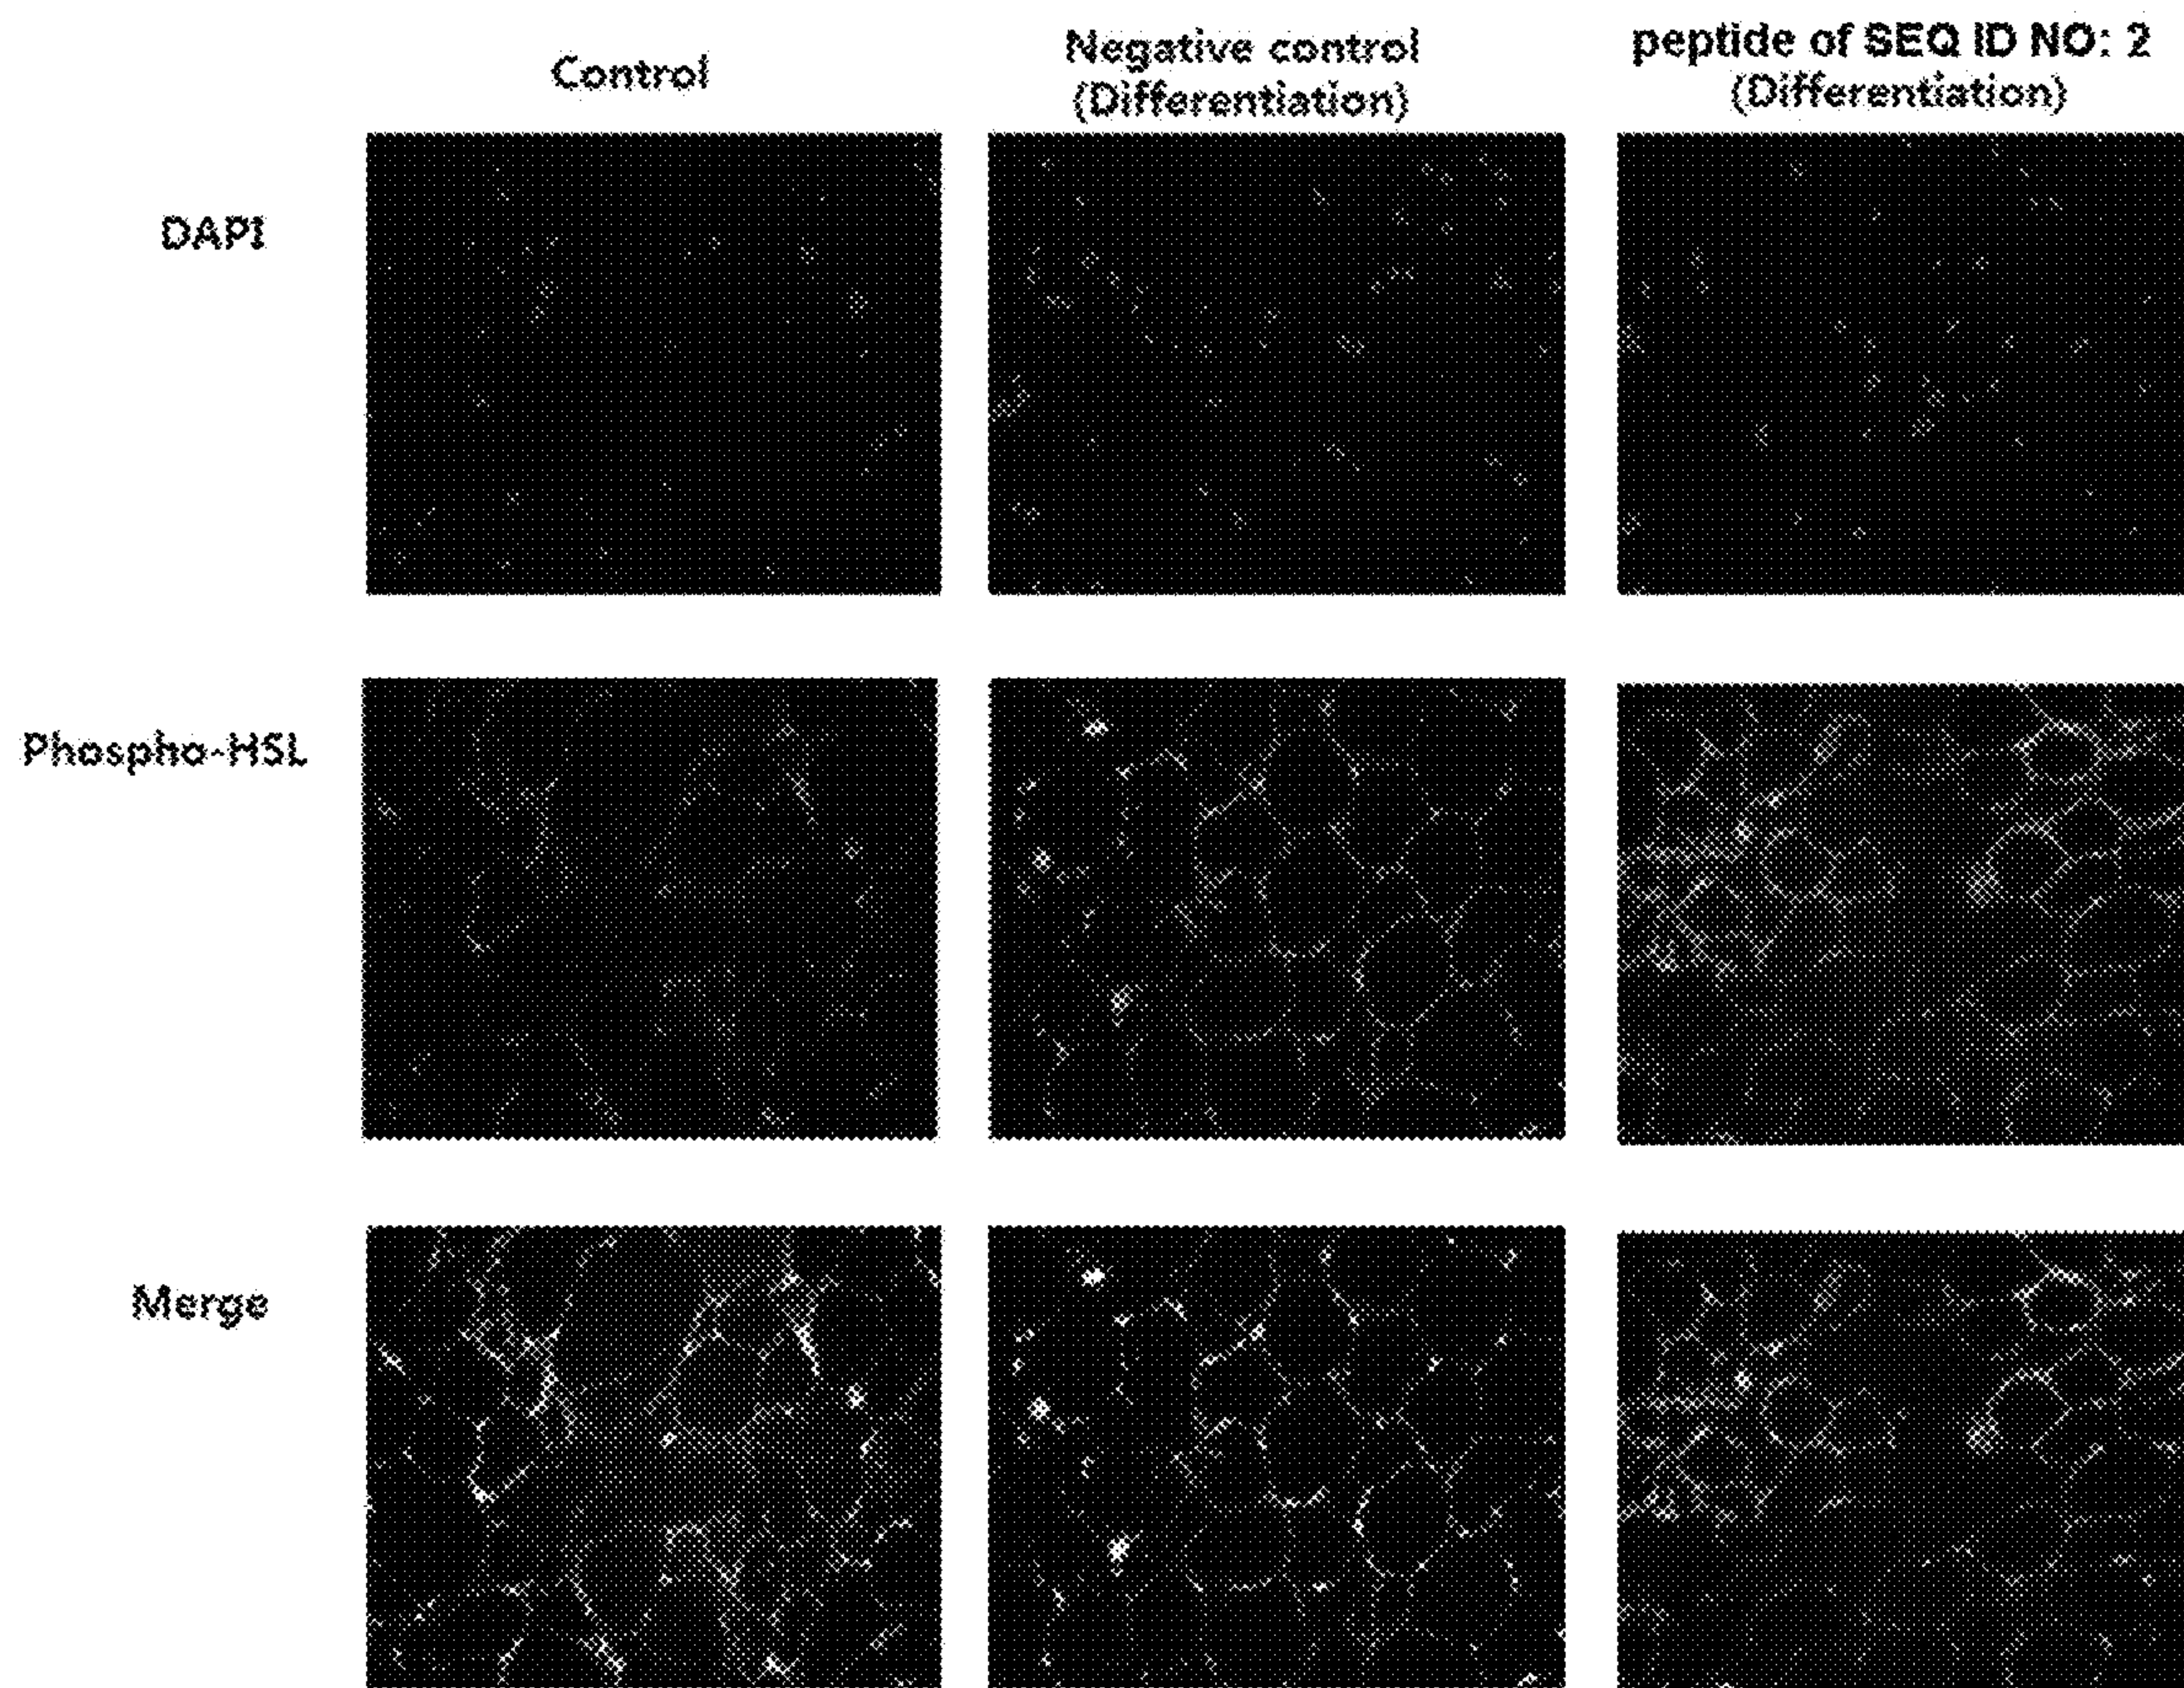 Control
Negative control
(Differentiation)
peptide of SEQ ID NO: 2
(Differentiation)
DAPI
Phospho-HSL
Merge